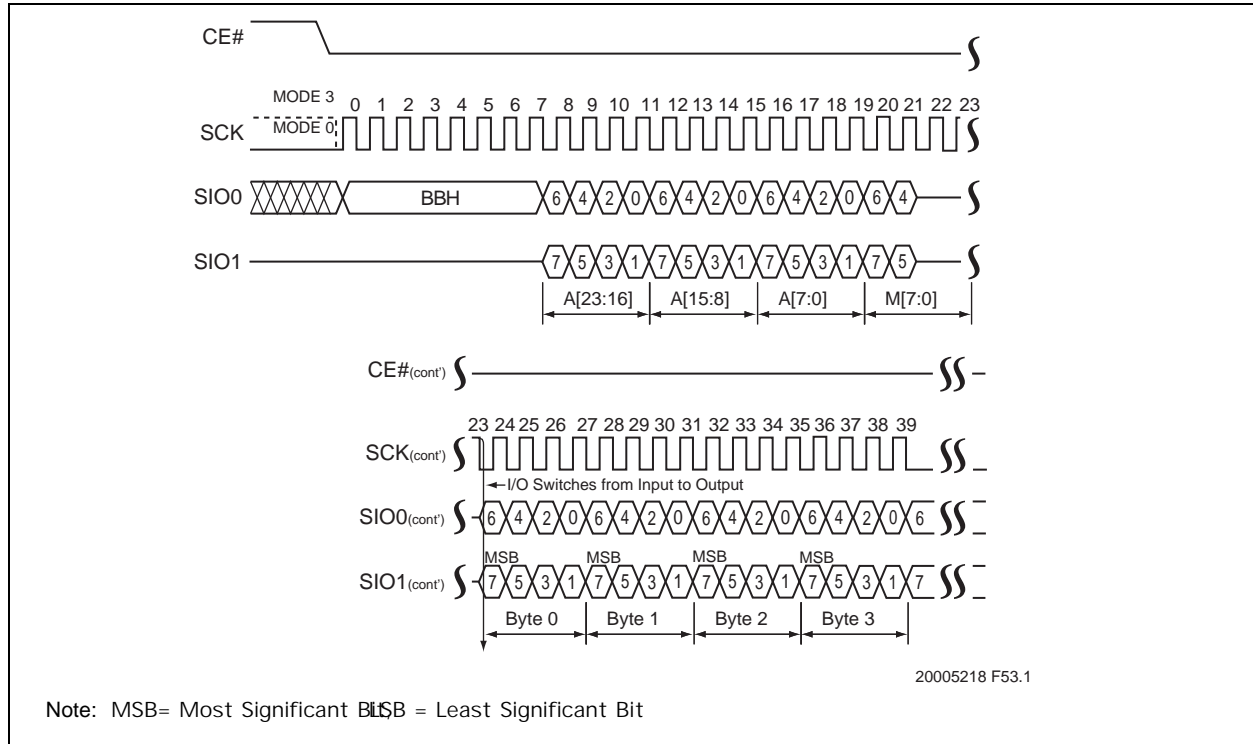 CE#
MODE 3
0 1 2 3 4 5 6 7 8 9 10 11 12 13 14 15 16 17 18 19 20 21 22 23
SCK
MODE 0
SIO0 BBH 6 4 2 0 6 4 2 0 6 4 2 0 6 4
SIO1 7 5 3 1 7 5 3 1 7 5 3 1 7 5
A[23:16] A[15:8] A[7:0] M[7:0]
CE#(cont')
23 24 25 26 27 28 29 30 31 32 33 34 35 36 37 38 39
SCK(cont')
I/O Switches from Input to Output
SIO0(cont') 6 4 2 0 6 4 2 0 6 4 2 0 6 4 2 0 6
MSB MSB MSB MSB
SIO1(cont') 7 5 3 1 7 5 3 1 7 5 3 1 7 5 3 1 7
Byte 0 Byte 1 Byte 2 Byte 3
20005218 F53.1
Note: MSB= Most Significant Bit, LSB = Least Significant Bit